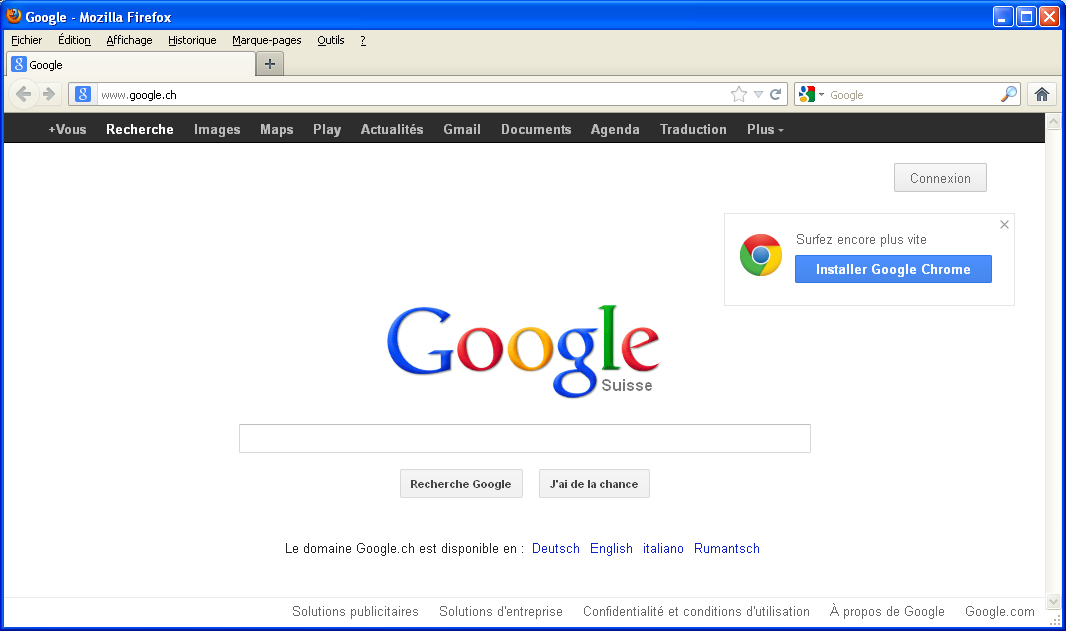 Google - Mozilla Firefox
Fichier Édition Affichage Historique Marque-pages Outils ?
Google
www.google.ch Google
+Vous Recherche Images Maps Play Actualités Gmail Documents Agenda Traduction Plus
Connexion
Surfez encore plus vite
Installer Google Chrome
Google
Suisse
Recherche Google J'ai de la chance
Le domaine Google.ch est disponible en : Deutsch English italiano Rumantsch
Solutions publicitaires Solutions d'entreprise Confidentialité et conditions d'utilisation À propos de Google Google.com